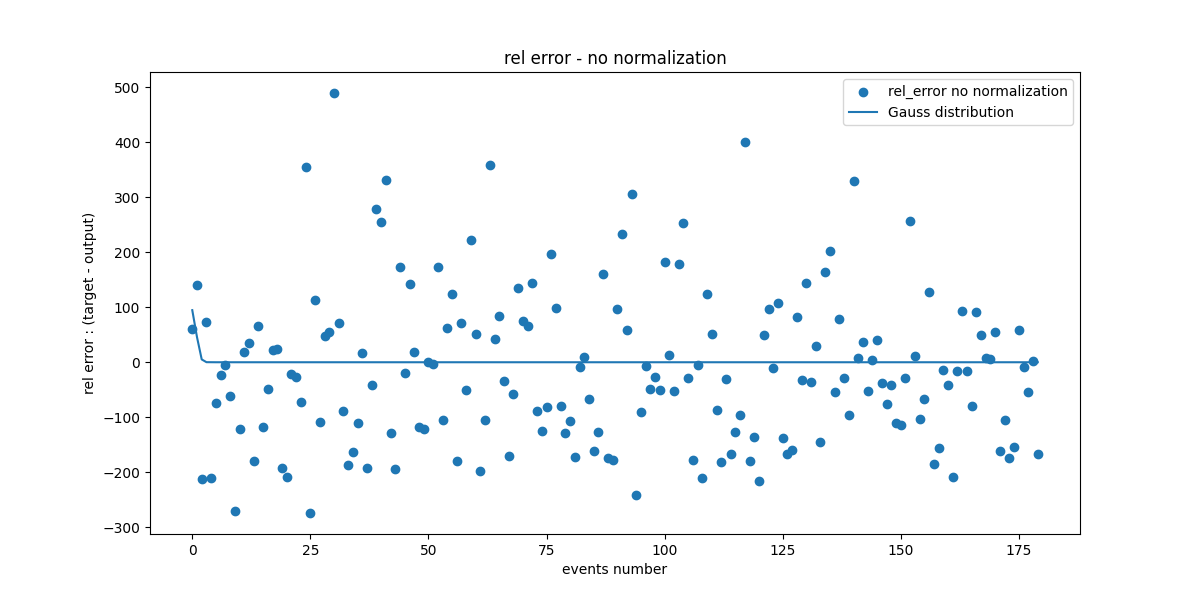 rel error - no normalization
rel_error no normalization
Gauss distribution
rel error : (target - output)
500
400
300
200
100
0
−100
−200
−300
0 25 50 75 100 125 150 175
events number